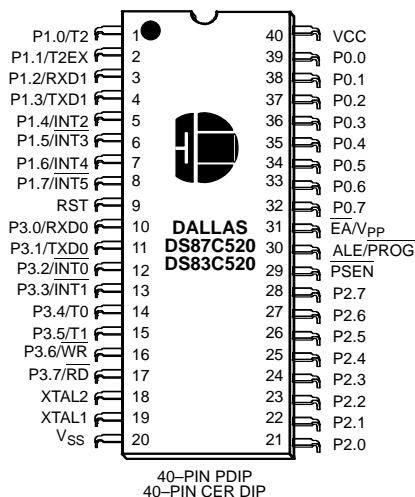 P1.0/T2 1 40 VCC
P1.1/T2EX 2 39 P0.0
P1.2/RXD1 3 38 P0.1
P1.3/TXD1 4 37 P0.2
P1.4/INT2 5 36 P0.3
P1.5/INT3 6 35 P0.4
P1.6/INT4 7 34 P0.5
P1.7/INT5 8 33 P0.6
RST 9 32 P0.7
P3.0/RXD0 10 DALLAS 31 EA/VPP
P3.1/TXD0 11 DS87C520 30 ALE/PROG
P3.2/INT0 12 DS83C520 29 PSEN
P3.3/INT1 13 28 P2.7
P3.4/T0 14 27 P2.6
P3.5/T1 15 26 P2.5
P3.6/WR 16 25 P2.4
P3.7/RD 17 24 P2.3
XTAL2 18 23 P2.2
XTAL1 19 22 P2.1
VSS 20 21 P2.0
40–PIN PDIP
40–PIN CER DIP